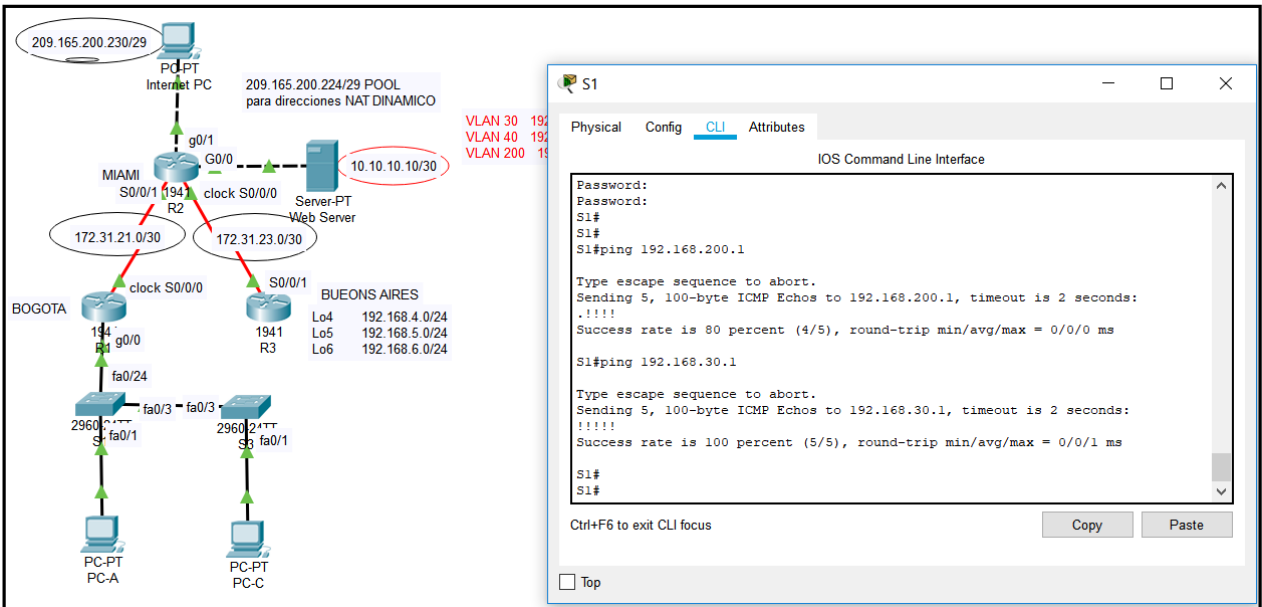 209.165.200.230/29
PC-PT
Internet PC
209.165.200.224/29 POOL
para direcciones NAT DINAMICO
VLAN 30 192
VLAN 40 192
VLAN 200 19
g0/1
G0/0
10.10.10.10/30
MIAMI
S0/0/1
1941
R2
clock S0/0/0
Server-PT
Web Server
172.31.21.0/30
172.31.23.0/30
clock S0/0/0
S0/0/1
BOGOTA
BUEONS AIRES
Lo4 192.168.4.0/24
Lo5 192.168.5.0/24
Lo6 192.168.6.0/24
R1
g0/0
1941
R3
fa0/24
fa0/3
fa0/3
fa0/1
S3
fa0/1
PC-PT
PC-A
PC-PT
PC-C
S1
Physical Config CLI Attributes
IOS Command Line Interface
Password:
Password:
S1#
S1#
S1#ping 192.168.200.1
Type escape sequence to abort.
Sending 5, 100-byte ICMP Echos to 192.168.200.1, timeout is 2 seconds:
.!!!!
Success rate is 80 percent (4/5), round-trip min/avg/max = 0/0/0 ms
S1#ping 192.168.30.1
Type escape sequence to abort.
Sending 5, 100-byte ICMP Echos to 192.168.30.1, timeout is 2 seconds:
!!!!!
Success rate is 100 percent (5/5), round-trip min/avg/max = 0/0/1 ms
S1#
S1#
Ctrl+F6 to exit CLI focus
Copy
Paste
Top